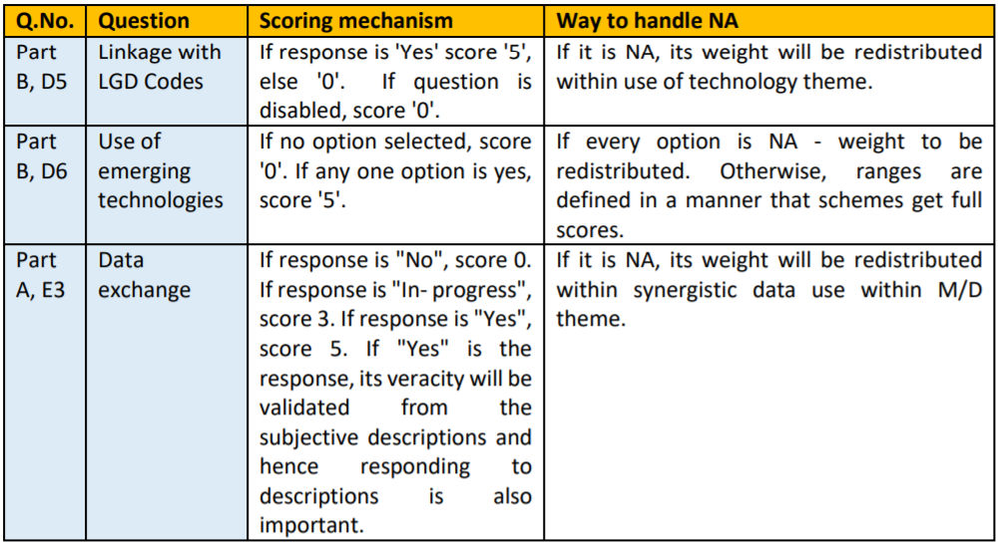 Q.No. Question Scoring mechanism Way to handle NA
Part B, D5
Linkage with LGD Codes
If response is 'Yes' score '5',
else '0'. If question is
disabled, score '0'.
If it is NA, its weight will be redistributed
within use of technology theme.
Part B, D6
Use of
emerging
technologies
If no option selected, score
'0'. If any one option is yes,
score '5'.
If every option is NA - weight to be
redistributed. Otherwise, ranges are
defined in a manner that schemes get full
scores.
Part A, E3
Data exchange
If response is "No", score 0.
If response is "In- progress",
score 3. If response is "Yes",
score 5. If "Yes" is the
response, its veracity will be
validated from the
subjective descriptions and
hence responding to
descriptions is also
important.
If it is NA, its weight will be redistributed
within synergistic data use within M/D
theme.